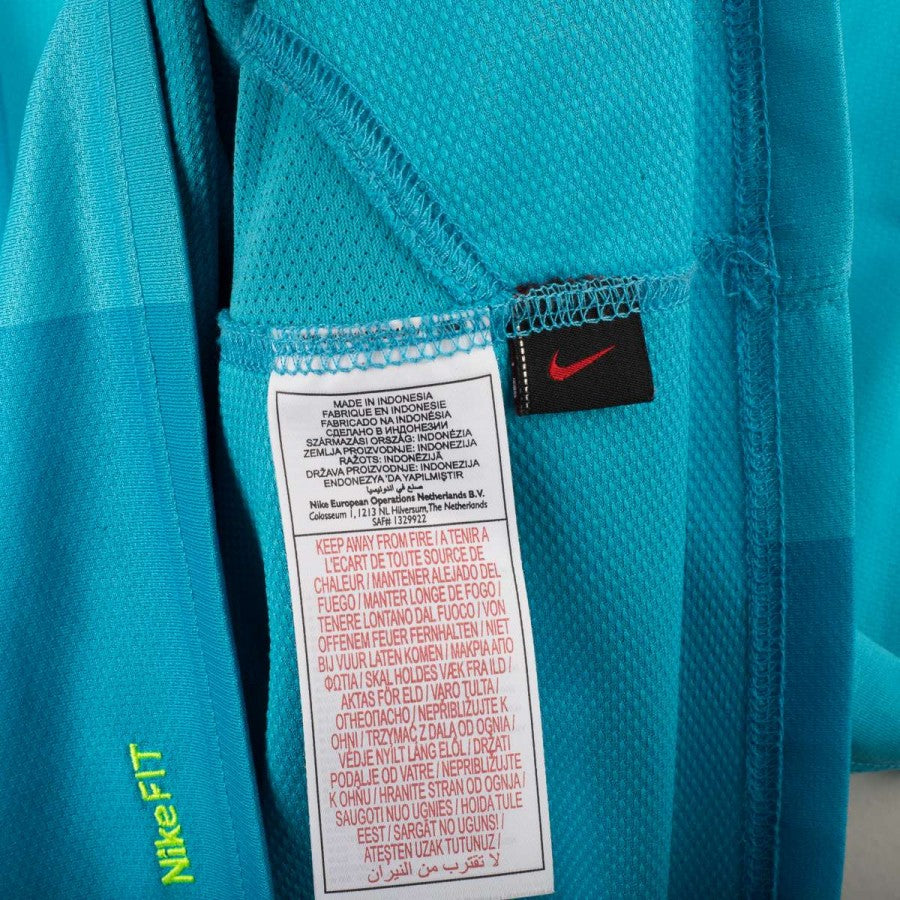 MADE IN INDONESIA
FABRIQUE EN INDONESIE
FABRICADO NA INDONÉSIA
СДЕЛАНО В ИНДОНЕЗИИ
SZÁRMAZÁSI ORSZÁG: INDONÉZIA
ZEMLJA PROIZVODNJE: INDONEZIJA
RAŽOTS: INDONĒZIJĀ
DRŽAVA PROIZVODNJE: INDONEZIJA
ENDONEZYA 'DA YAPILMIŞTIR
صنع في اندونيسيا
Nike European Operations Netherlands B.V.
Colosseum 1, 1213 NL Hilversum, The Netherlands
SAF# 1329922
KEEP AWAY FROM FIRE / A TENIR A
L'ECART DE TOUTE SOURCE DE
CHALEUR / MANTENER ALEJADO DEL
FUEGO / MANTER LONGE DE FOGO /
TENERE LONTANO DAL FUOCO / VON
OFFENEM FEUER FERNHALTEN / NIET
BIJ VUUR LATEN KOMEN / ΜΑΚΡΙΑ ΑΠΟ
ΦΩΤΙΑ / SKAL HOLDES VÆK FRA ILD /
AKTAS FÖR ELD / VARO TULTA /
ОГНЕОПАСНО / NEPŘIBLIŽUJTE K
OHNI / TRZYMAĆ Z DALA OD OGNIA /
VÉDJE NYÍLT LÁNG ELŐL / DRŽATI
PODALJE OD VATRE / NEPRIBLIŽUJTE
K OHŇU / HRANITE STRAN OD OGNJA /
SAUGOTI NUO UGNIES / HOIDA TULE
EEST / SARGĀT NO UGUNS! /
ATEŞTEN UZAK TUTUNUZ /
لا تقترب من النيران
NikeFIT